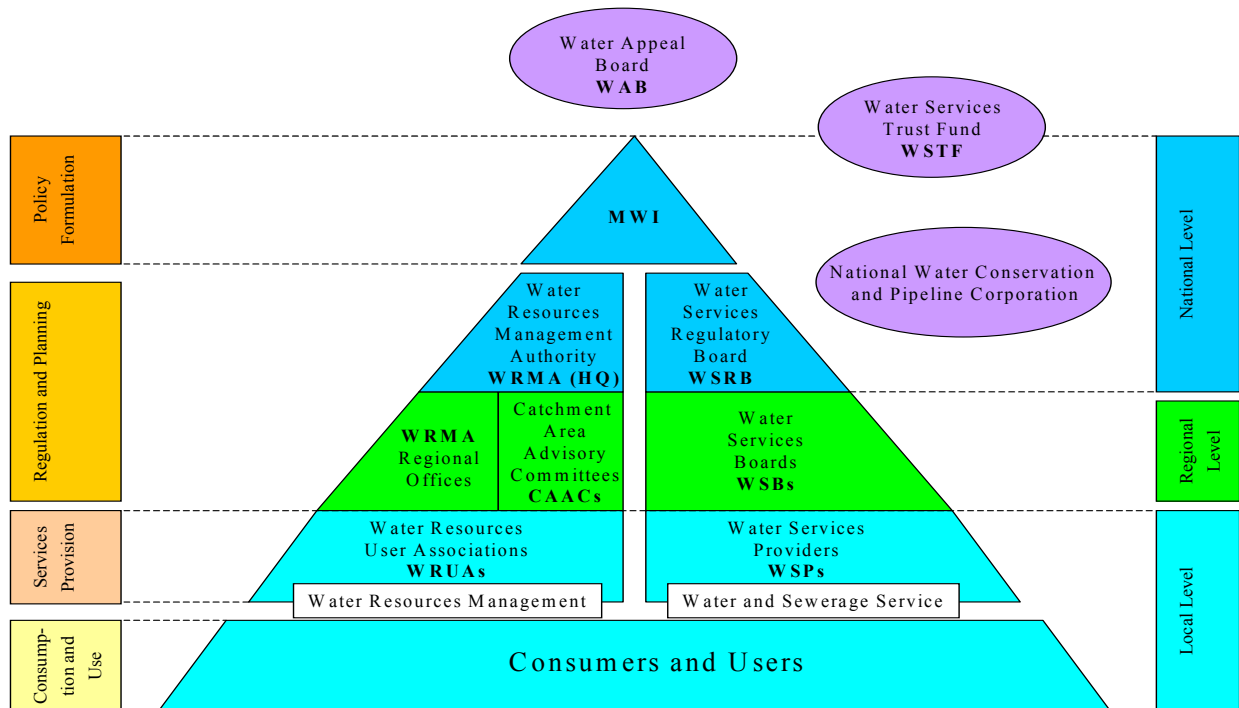 Water Appeal
Board
WAB
Water Services
Trust Fund
WSTF
Policy
Formulation
MWI
National Level
National Water Conservation
and Pipeline Corporation
Regulation and Planning
Water
Resources
Management
Authority
WRMA (HQ)
Water
Services
Regulatory
Board
WSRB
WRMA
Regional
Offices
Catchment
Area
Advisory
Committees
CAACs
Water
Services
Boards
WSBs
Regional
Level
Services
Provision
Water Resources
User Associations
WRUAs
Water Services
Providers
WSPs
Water Resources Management
Water and Sewerage Service
Local Level
Consump-
tion and
Use
Consumers and Users